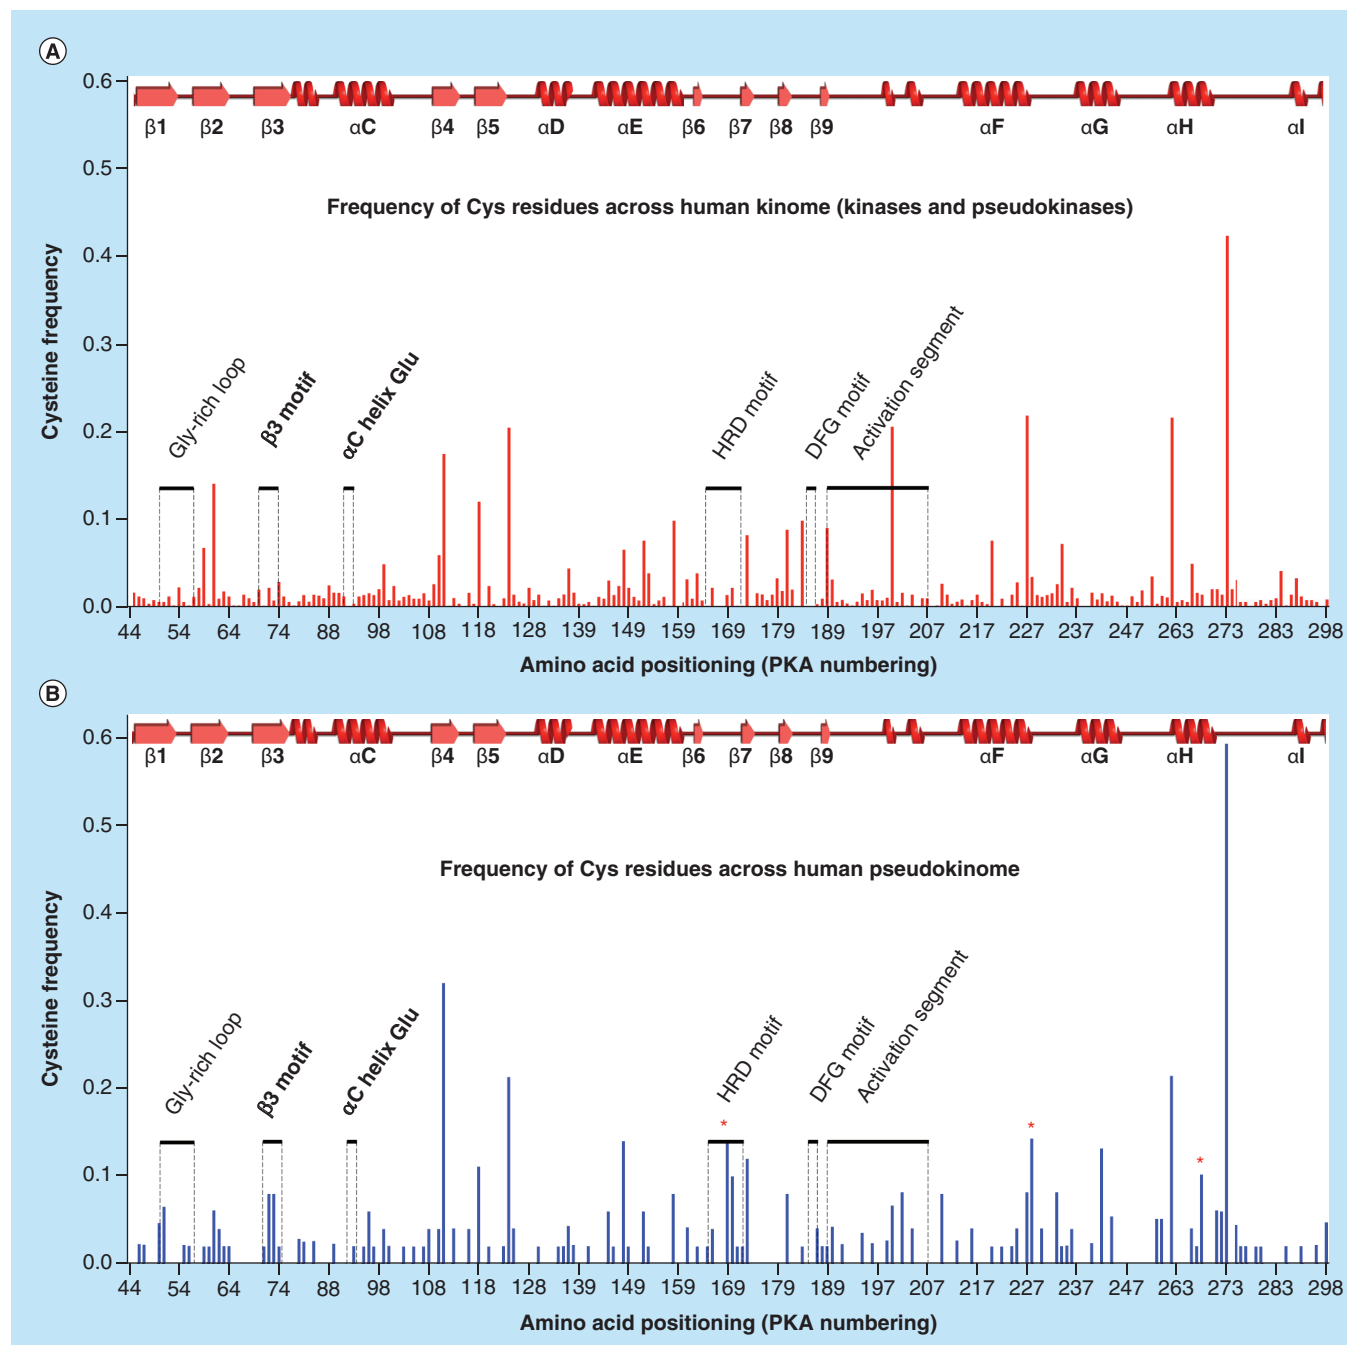 A
0.6
β1 β2 β3 αC β4 β5 αD αE β6 β7 β8 β9 αF αG αH αI
0.5
Frequency of Cys residues across human kinome (kinases and pseudokinases)
0.4
0.3
Gly-rich loop
β3 motif
αC helix Glu
HRD motif
DFG motif
Activation segment
0.2
0.1
0.0
Cysteine frequency
44 54 64 74 88 98 108 118 128 139 149 159 169 179 189 197 207 217 227 237 247 263 273 283 298
Amino acid positioning (PKA numbering)
B
0.6
β1 β2 β3 αC β4 β5 αD αE β6 β7 β8 β9 αF αG αH αI
0.5
Frequency of Cys residues across human pseudokinome
0.4
0.3
Gly-rich loop
β3 motif
αC helix Glu
HRD motif
DFG motif
Activation segment
0.2
* * *
0.1
0.0
Cysteine frequency
44 54 64 74 88 98 108 118 128 139 149 159 169 179 189 197 207 217 227 237 247 263 273 283 298
Amino acid positioning (PKA numbering)